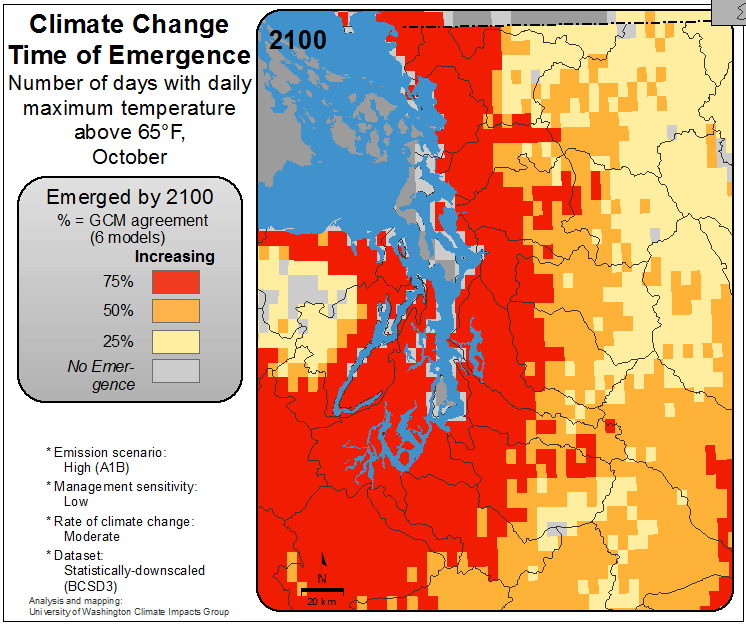 Climate Change
Time of Emergence
Number of days with daily
maximum temperature
above 65°F,
October
Emerged by 2100
% = GCM agreement
(6 models)
Increasing
75%
50%
25%
No Emer-
gence
* Emission scenario:
High (A1B)
* Management sensitivity:
Low
* Rate of climate change:
Moderate
* Dataset:
Statistically-downscaled
(BCSD3)
Analysis and mapping:
University of Washington Climate Impacts Group
2100
N
20 km